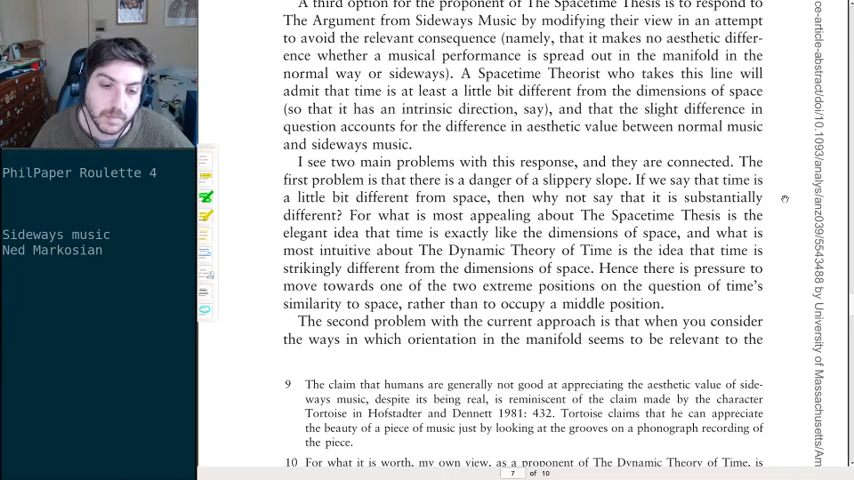 PhilPaper Roulette 4
Sideways music
Ned Markosian
A third option for the proponent of The Spacetime Thesis is to respond to
The Argument from Sideways Music by modifying their view in an attempt
to avoid the relevant consequence (namely, that it makes no aesthetic differ-
ence whether a musical performance is spread out in the manifold in the
normal way or sideways). A Spacetime Theorist who takes this line will
admit that time is at least a little bit different from the dimensions of space
(so that it has an intrinsic direction, say), and that the slight difference in
question accounts for the difference in aesthetic value between normal music
and sideways music.
I see two main problems with this response, and they are connected. The
first problem is that there is a danger of a slippery slope. If we say that time is
a little bit different from space, then why not say that it is substantially
different? For what is most appealing about The Spacetime Thesis is the
elegant idea that time is exactly like the dimensions of space, and what is
most intuitive about The Dynamic Theory of Time is the idea that time is
strikingly different from the dimensions of space. Hence there is pressure to
move towards one of the two extreme positions on the question of time's
similarity to space, rather than to occupy a middle position.
The second problem with the current approach is that when you consider
the ways in which orientation in the manifold seems to be relevant to the
9 The claim that humans are generally not good at appreciating the aesthetic value of side-
ways music, despite its being real, is reminiscent of the claim made by the character
Tortoise in Hofstadter and Dennett 1981: 432. Tortoise claims that he can appreciate
the beauty of a piece of music just by looking at the grooves on a phonograph recording of
the piece.
10 For what it is worth, my own view, as a proponent of The Dynamic Theory of Time, is
7 of 10
ce-article-abstract/doi/10.1093/analys/anz039/5543488 by University of Massachusetts/Am